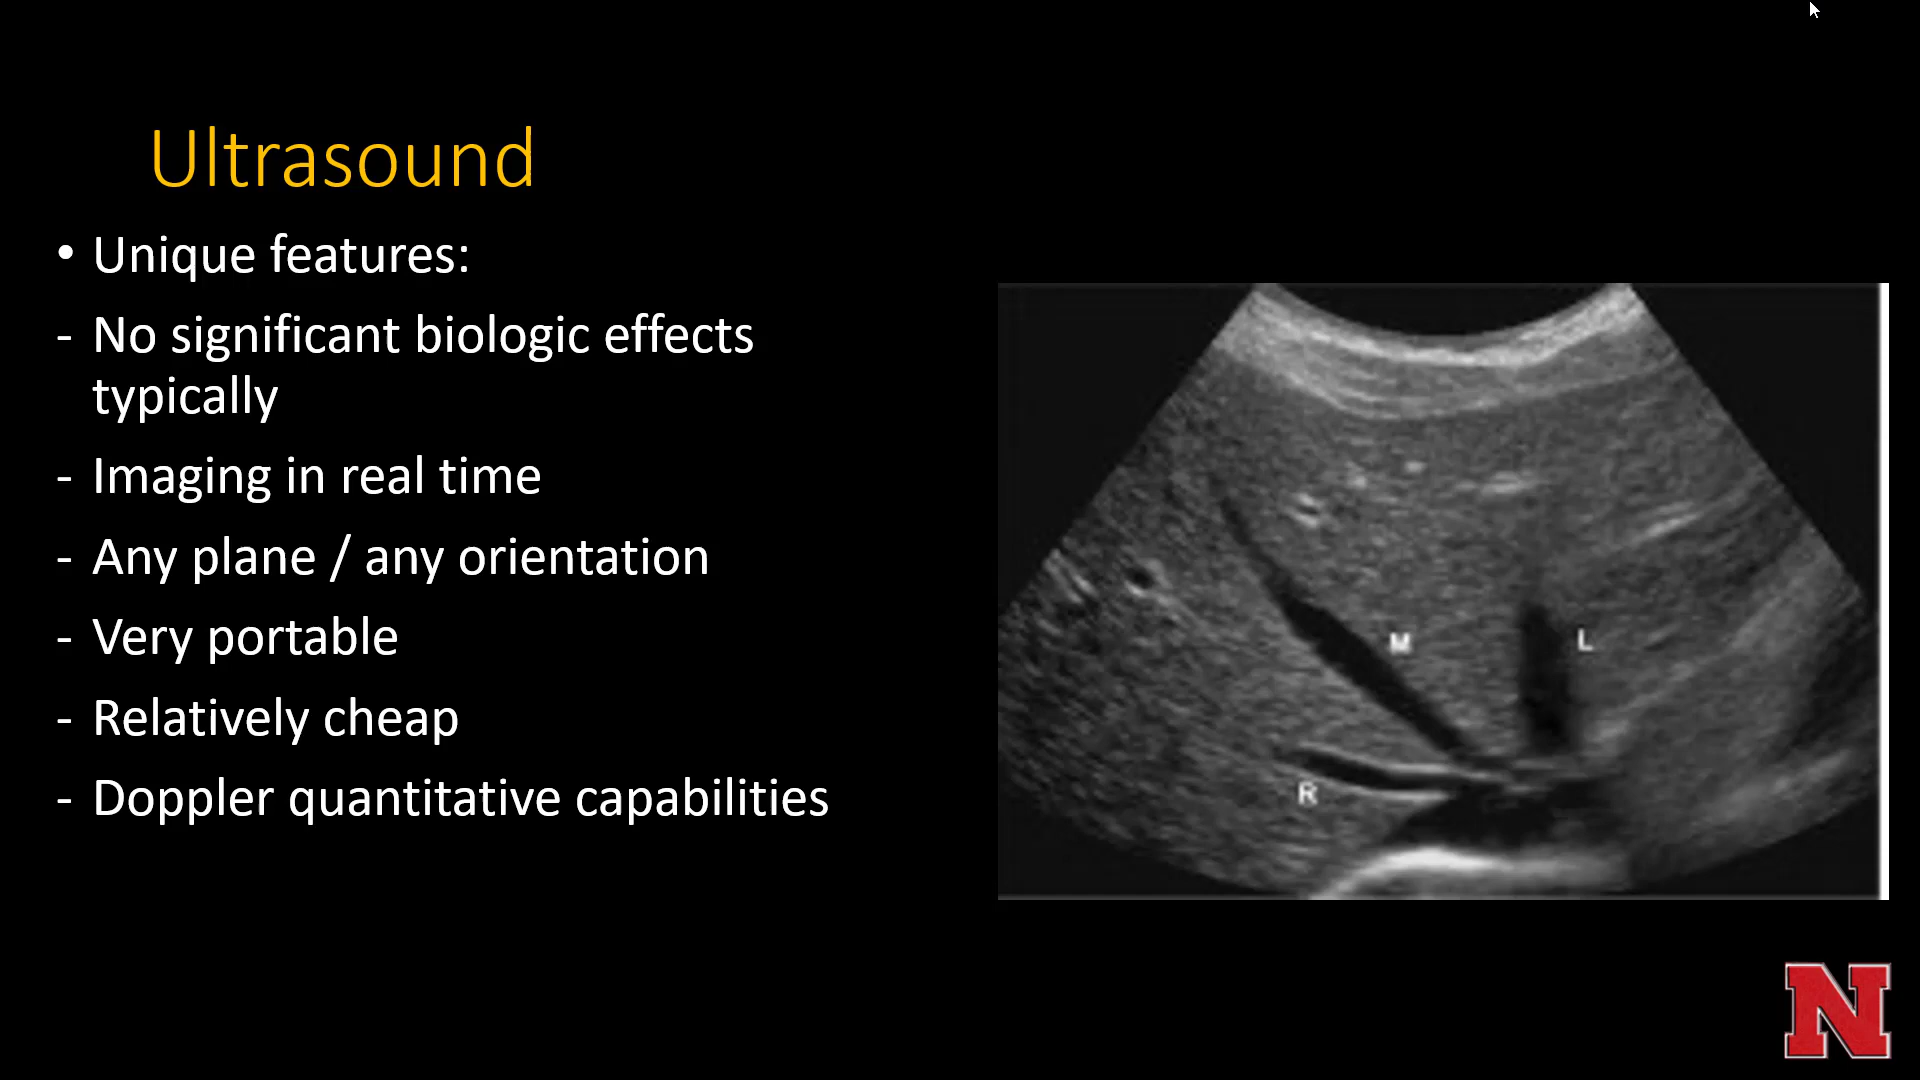 Ultrasound
• Unique features:
- No significant biologic effects
typically
- Imaging in real time
- Any plane / any orientation
- Very portable
- Relatively cheap
- Doppler quantitative capabilities
M
L
R
N